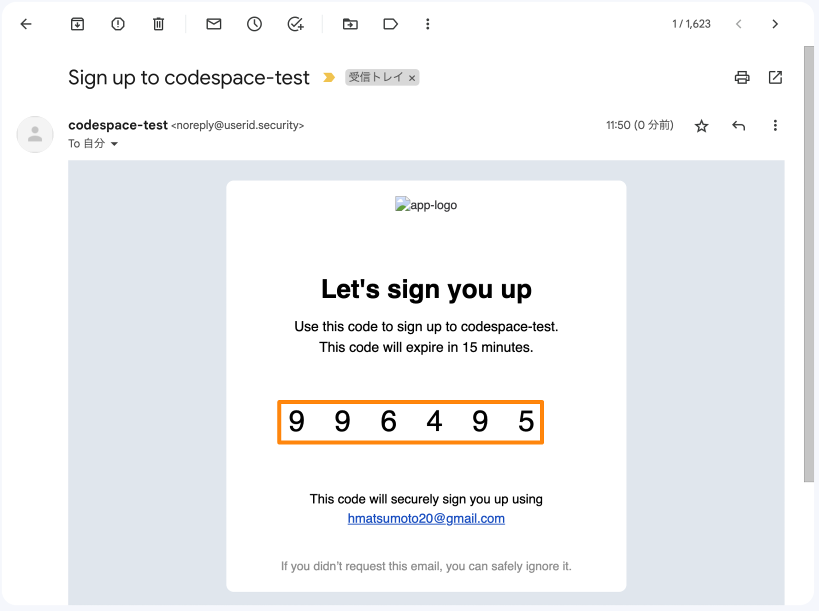 1 / 1,623
Sign up to codespace-test 受信トレイ ×
codespace-test <noreply@userid.security> 11:50 (0 分前)
To 自分
app-logo
Let's sign you up
Use this code to sign up to codespace-test.
This code will expire in 15 minutes.
9 9 6 4 9 5
This code will securely sign you up using
hmatsumoto20@gmail.com
If you didn't request this email, you can safely ignore it.